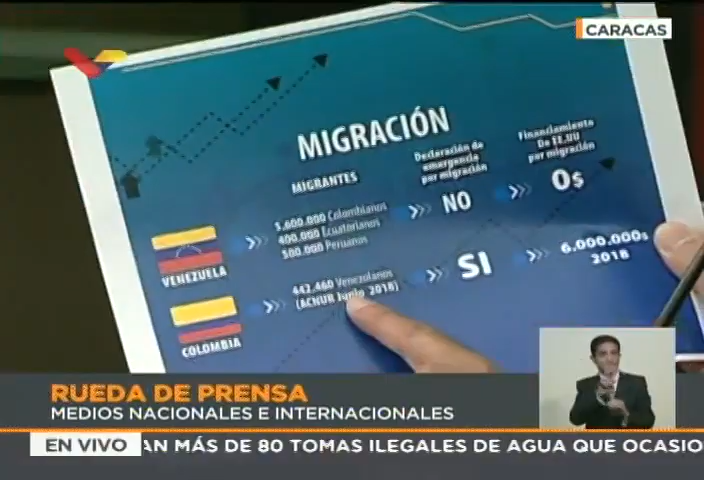 CARACAS
MIGRACIÓN
MIGRANTES
Declaración de
emergencia
por migración
Financiamiento
De EE.UU
por migración
VENEZUELA
5.600.000 Colombianos
400.000 Ecuatorianos
500.000 Peruanos
NO
0$
COLOMBIA
442.460 Venezolanos
(ACNUR Junio 2018)
SI
6.000.000$
2018
RUEDA DE PRENSA
MEDIOS NACIONALES E INTERNACIONALES
EN VIVO
AN MÁS DE 80 TOMAS ILEGALES DE AGUA QUE OCASIO